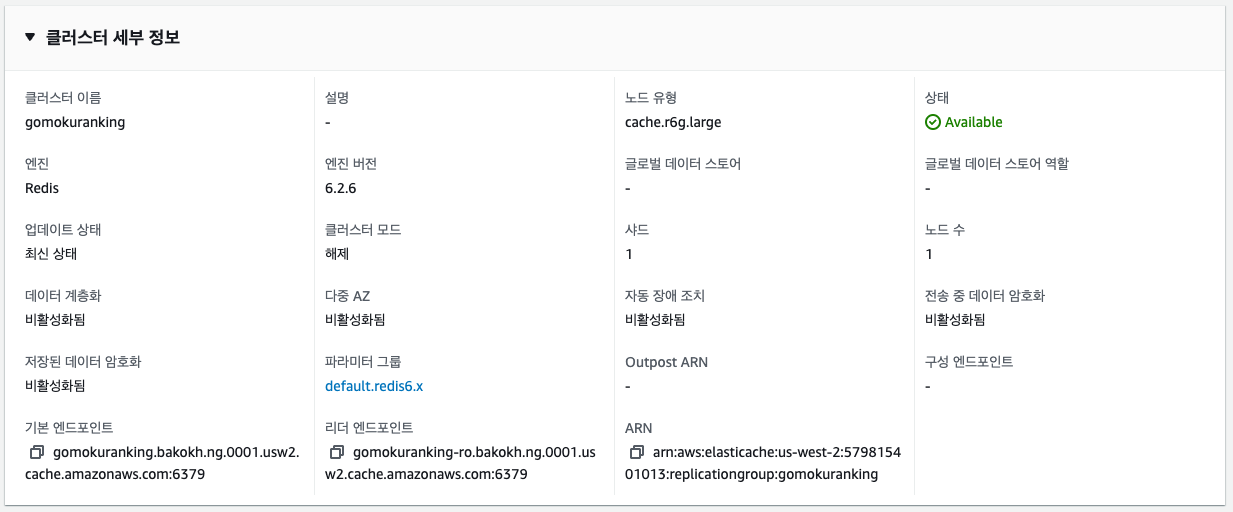 ▼ 클러스터 세부 정보
클러스터 이름
gomokuranking
설명
-
노드 유형
cache.r6g.large
상태
Available
엔진
Redis
엔진 버전
6.2.6
글로벌 데이터 스토어
-
글로벌 데이터 스토어 역할
-
업데이트 상태
최신 상태
클러스터 모드
해제
샤드
1
노드 수
1
데이터 계층화
비활성화됨
다중 AZ
비활성화됨
자동 장애 조치
비활성화됨
전송 중 데이터 암호화
비활성화됨
저장된 데이터 암호화
비활성화됨
파라미터 그룹
default.redis6.x
Outpost ARN
-
구성 엔드포인트
-
기본 엔드포인트
gomokuranking.bakokh.ng.0001.usw2.
cache.amazonaws.com:6379
리더 엔드포인트
gomokuranking-ro.bakokh.ng.0001.us
w2.cache.amazonaws.com:6379
ARN
arn:aws:elasticache:us-west-2:5798154
01013:replicationgroup:gomokuranking